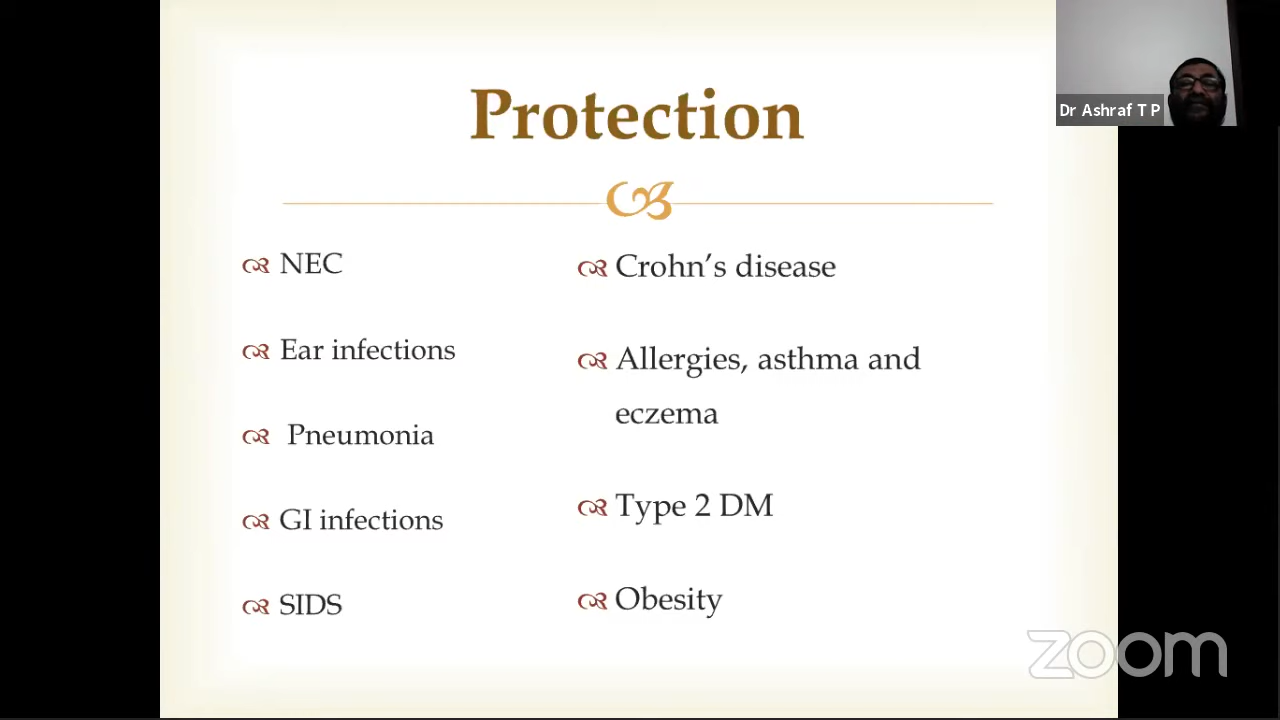 Protection
NEC
Ear infections
Pneumonia
GI infections
SIDS
Crohn’s disease
Allergies, asthma and
eczema
Type 2 DM
Obesity
Dr Ashraf T P
zoom